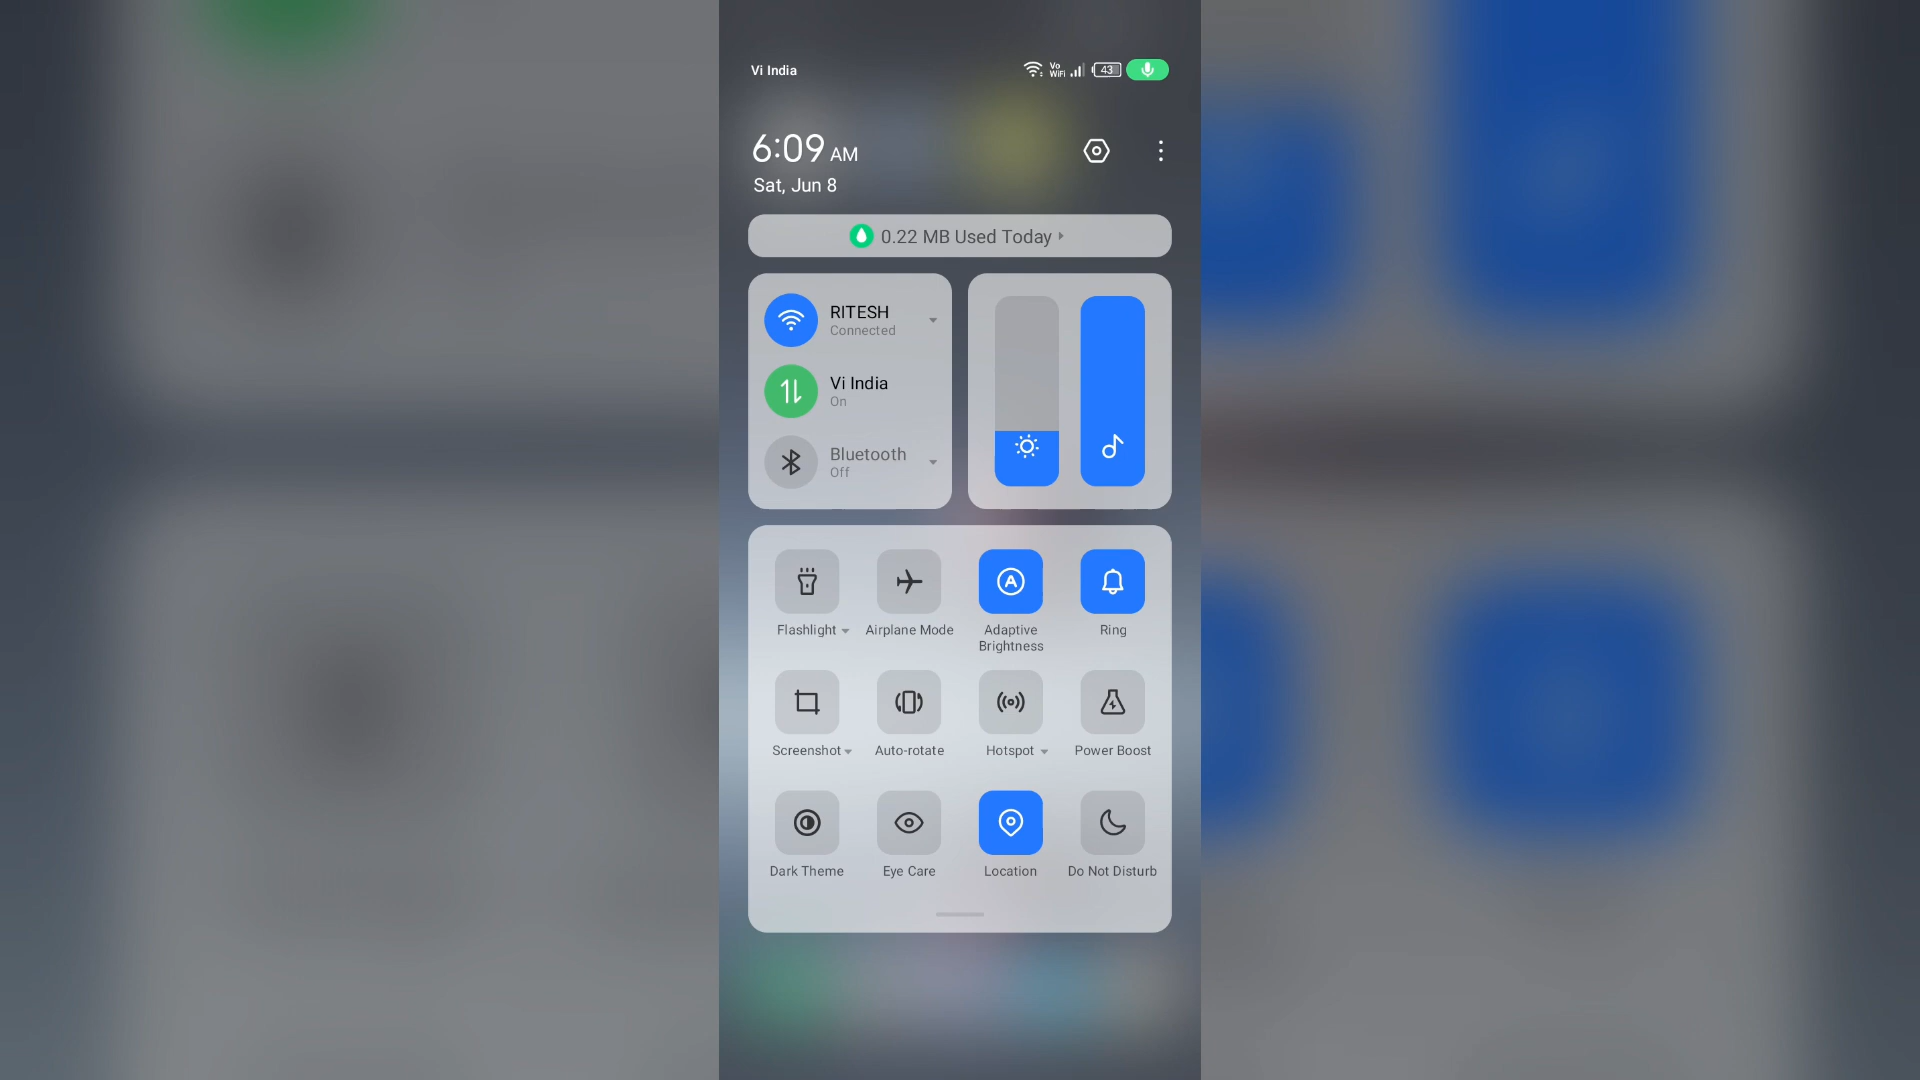 Vi India
Vo
WiFi
43
6:09 AM
Sat, Jun 8
0.22 MB Used Today
RITESH
Connected
Vi India
On
Bluetooth
Off
Flashlight
Airplane Mode
Adaptive
Brightness
Ring
Screenshot
Auto-rotate
Hotspot
Power Boost
Dark Theme
Eye Care
Location
Do Not Disturb